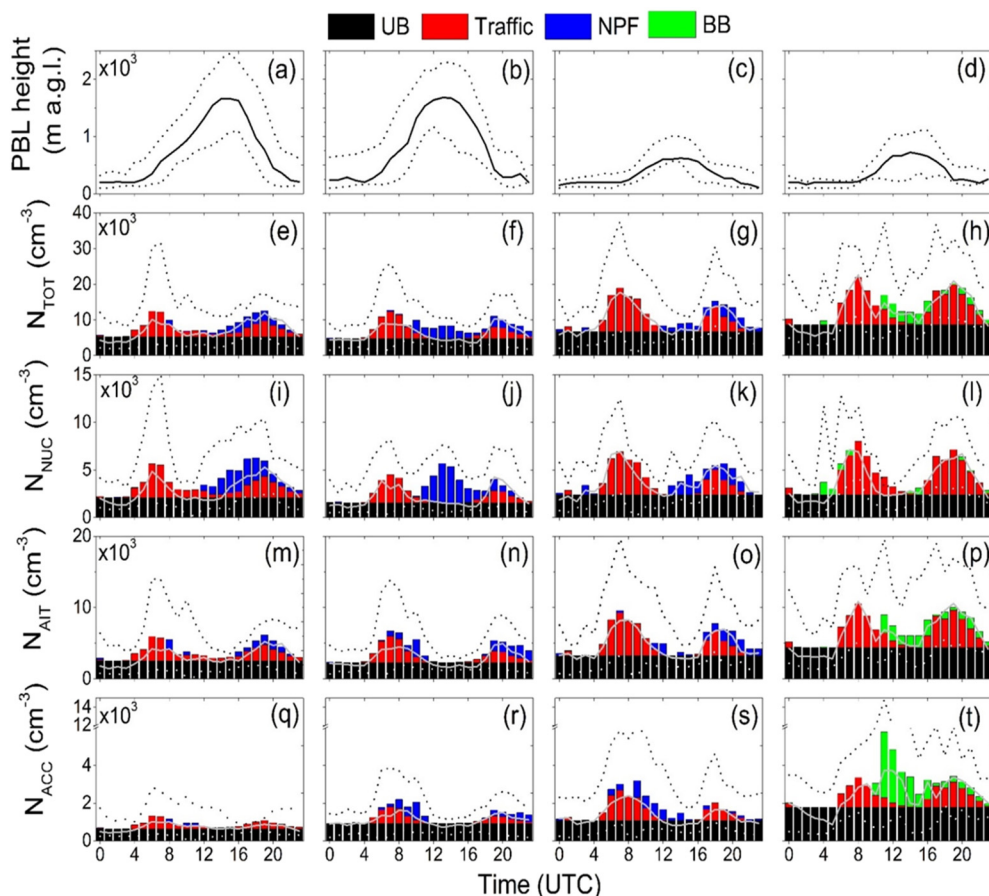 UB Traffic NPF BB
PBL height
(m a.g.l.)
x10³
2
1
0
(a) (b) (c) (d)
N_TOT (cm⁻³)
40
30
20
10
0
x10³
(e) (f) (g) (h)
N_NUC (cm⁻³)
15
10
5
0
x10³
(i) (j) (k) (l)
N_AIT (cm⁻³)
20
15
10
5
0
x10³
(m) (n) (o) (p)
N_ACC (cm⁻³)
14
12
4
2
0
x10³
(q) (r) (s) (t)
0 4 8 12 16 20 0 4 8 12 16 20 0 4 8 12 16 20 0 4 8 12 16 20
Time (UTC)